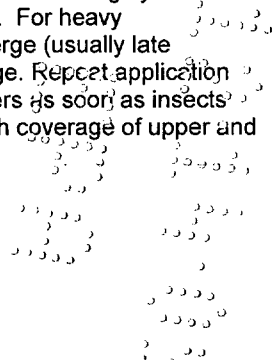 . For heavy
erge (usually late
ge. Repeat application
ers as soon as insects
h coverage of upper and